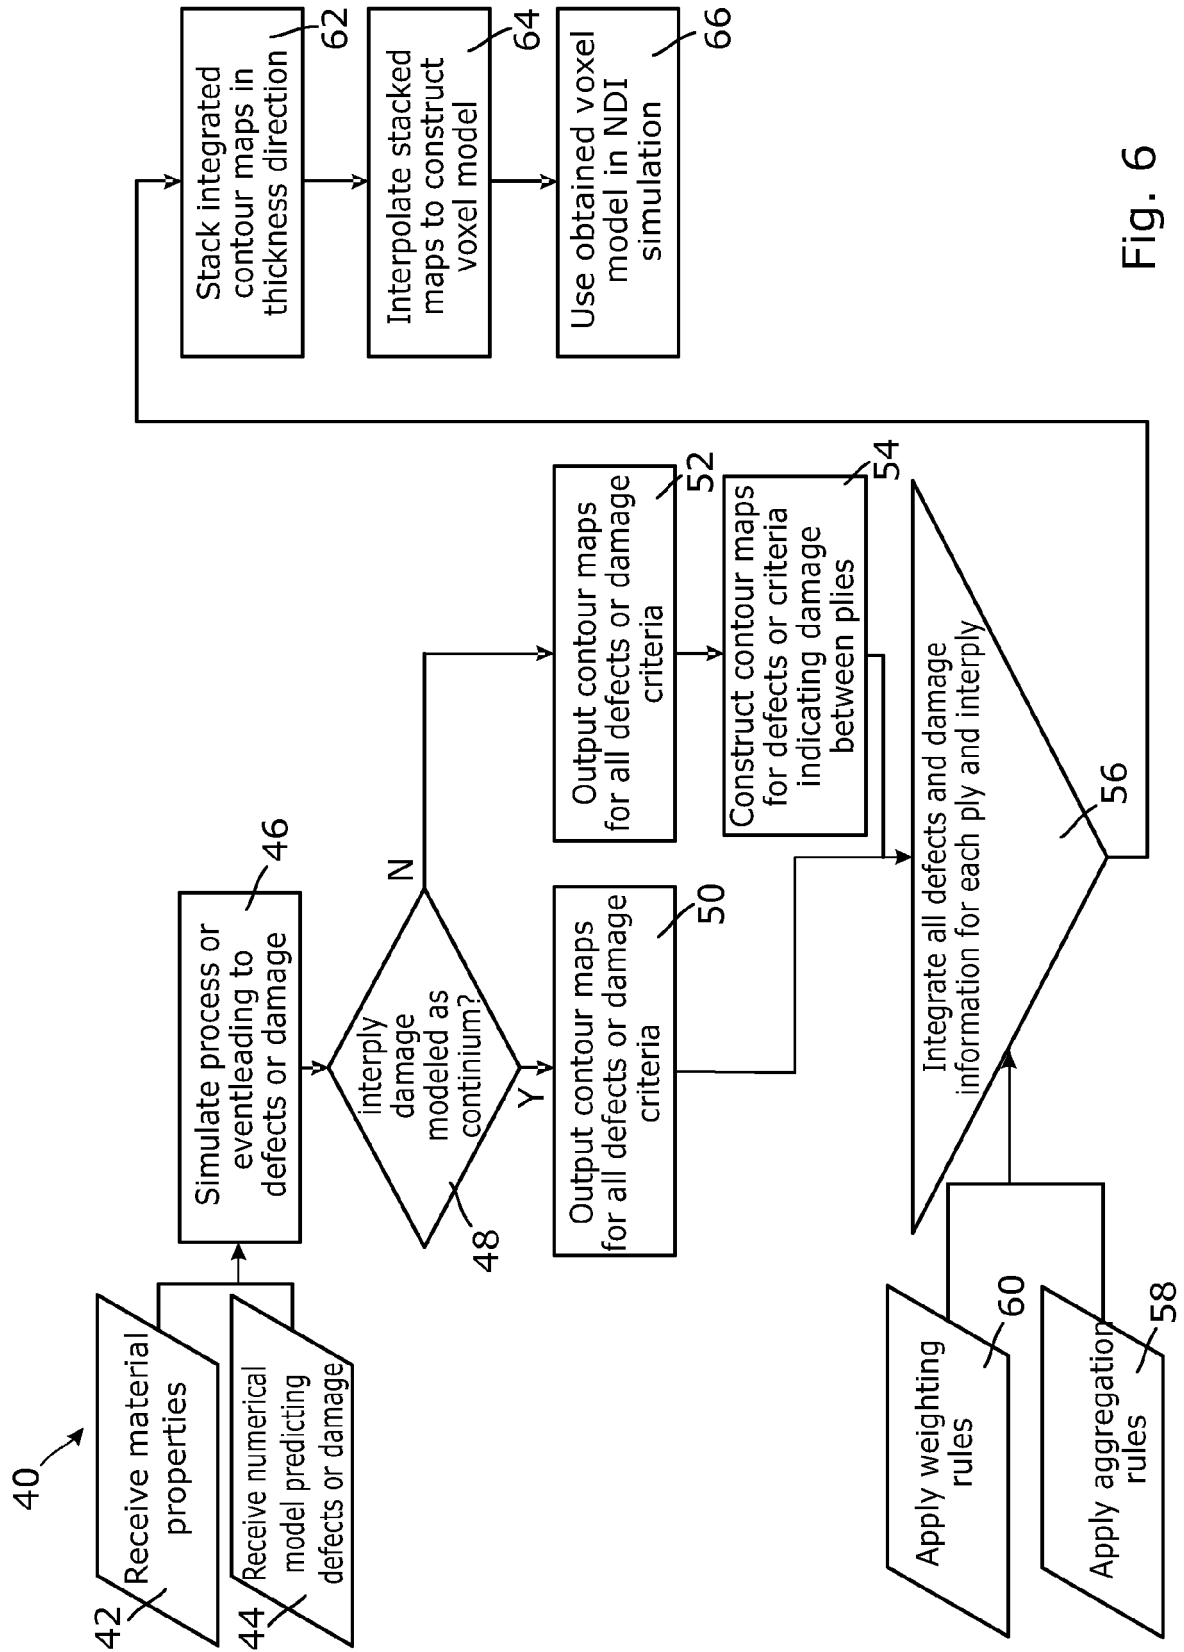 40
Receive material
properties
42
Receive numerical
model predicting
defects or damage
44
Simulate process or
eventleading to
defects or damage
46
interply
damage
modeled as
continium?
48
Y
N
Output contour maps
for all defects or damage
criteria
50
Output contour maps
for all defects or damage
criteria
52
Construct contour maps
for defects or criteria
indicating damage
between plies
54
Integrate all defects and damage
information for each ply and interply
56
Apply weighting
rules
60
Apply aggregation
rules
58
Stack integrated
contour maps in
thickness direction
62
Interpolate stacked
maps to construct
voxel model
64
Use obtained voxel
model in NDI
simulation
66
Fig. 6